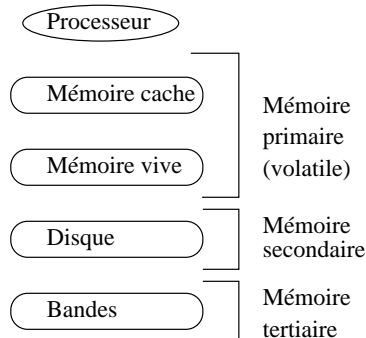 Processeur
Mémoire cache
Mémoire vive
Mémoire
primaire
(volatile)
Disque
Mémoire
secondaire
Bandes
Mémoire
tertiaire